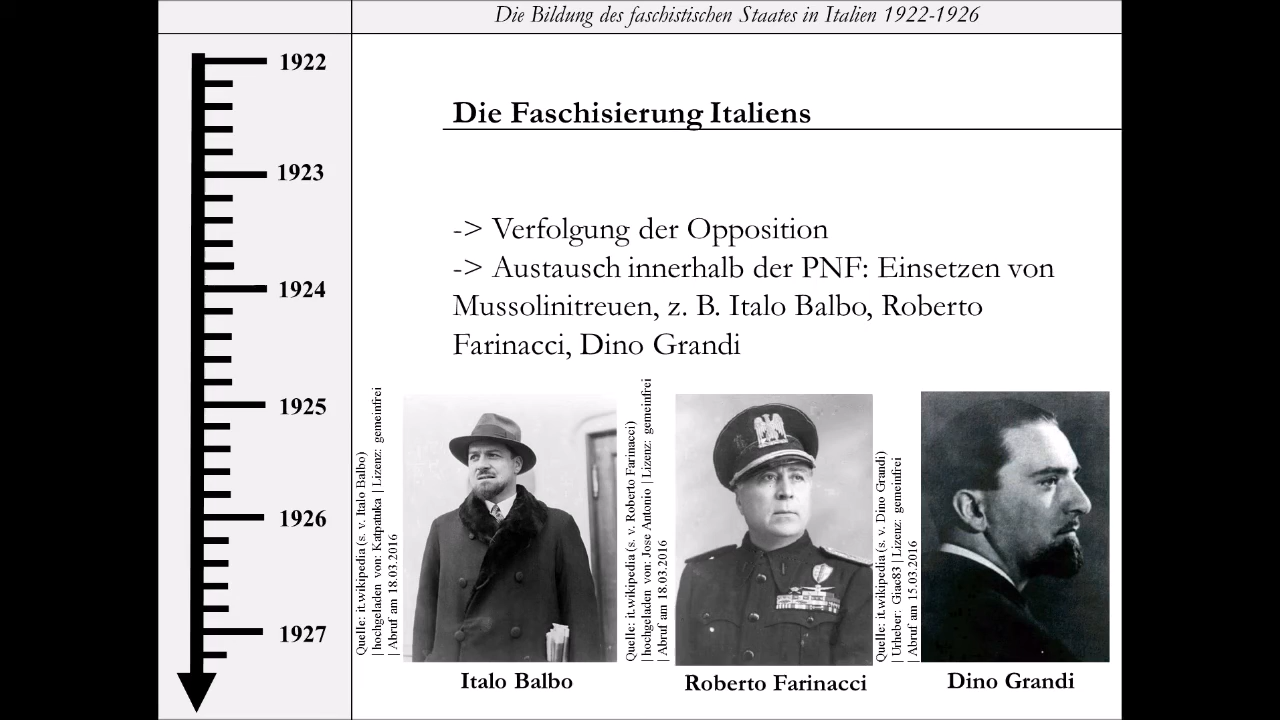 Die Bildung des faschistischen Staates in Italien 1922-1926
1922
1923
1924
1925
1926
1927
Die Faschisierung Italiens
-> Verfolgung der Opposition
-> Austausch innerhalb der PNF: Einsetzen von
Mussolinitreuen, z. B. Italo Balbo, Roberto
Farinacci, Dino Grandi
Quelle: it.wikipedia (s. v. Italo Balbo)
| hochgeladen von: Katpatuka | Lizenz: gemeinfrei
| Abruf am 18.03.2016
Italo Balbo
Quelle: it.wikipedia (s. v. Roberto Farinacci)
| hochgeladen von: Jose Antonio | Lizenz: gemeinfrei
| Abruf am 18.03.2016
Roberto Farinacci
Quelle: it.wikipedia (s. v. Dino Grandi)
| Urheber: Giac83 | Lizenz: gemeinfrei
| Abruf am 15.03.2016
Dino Grandi